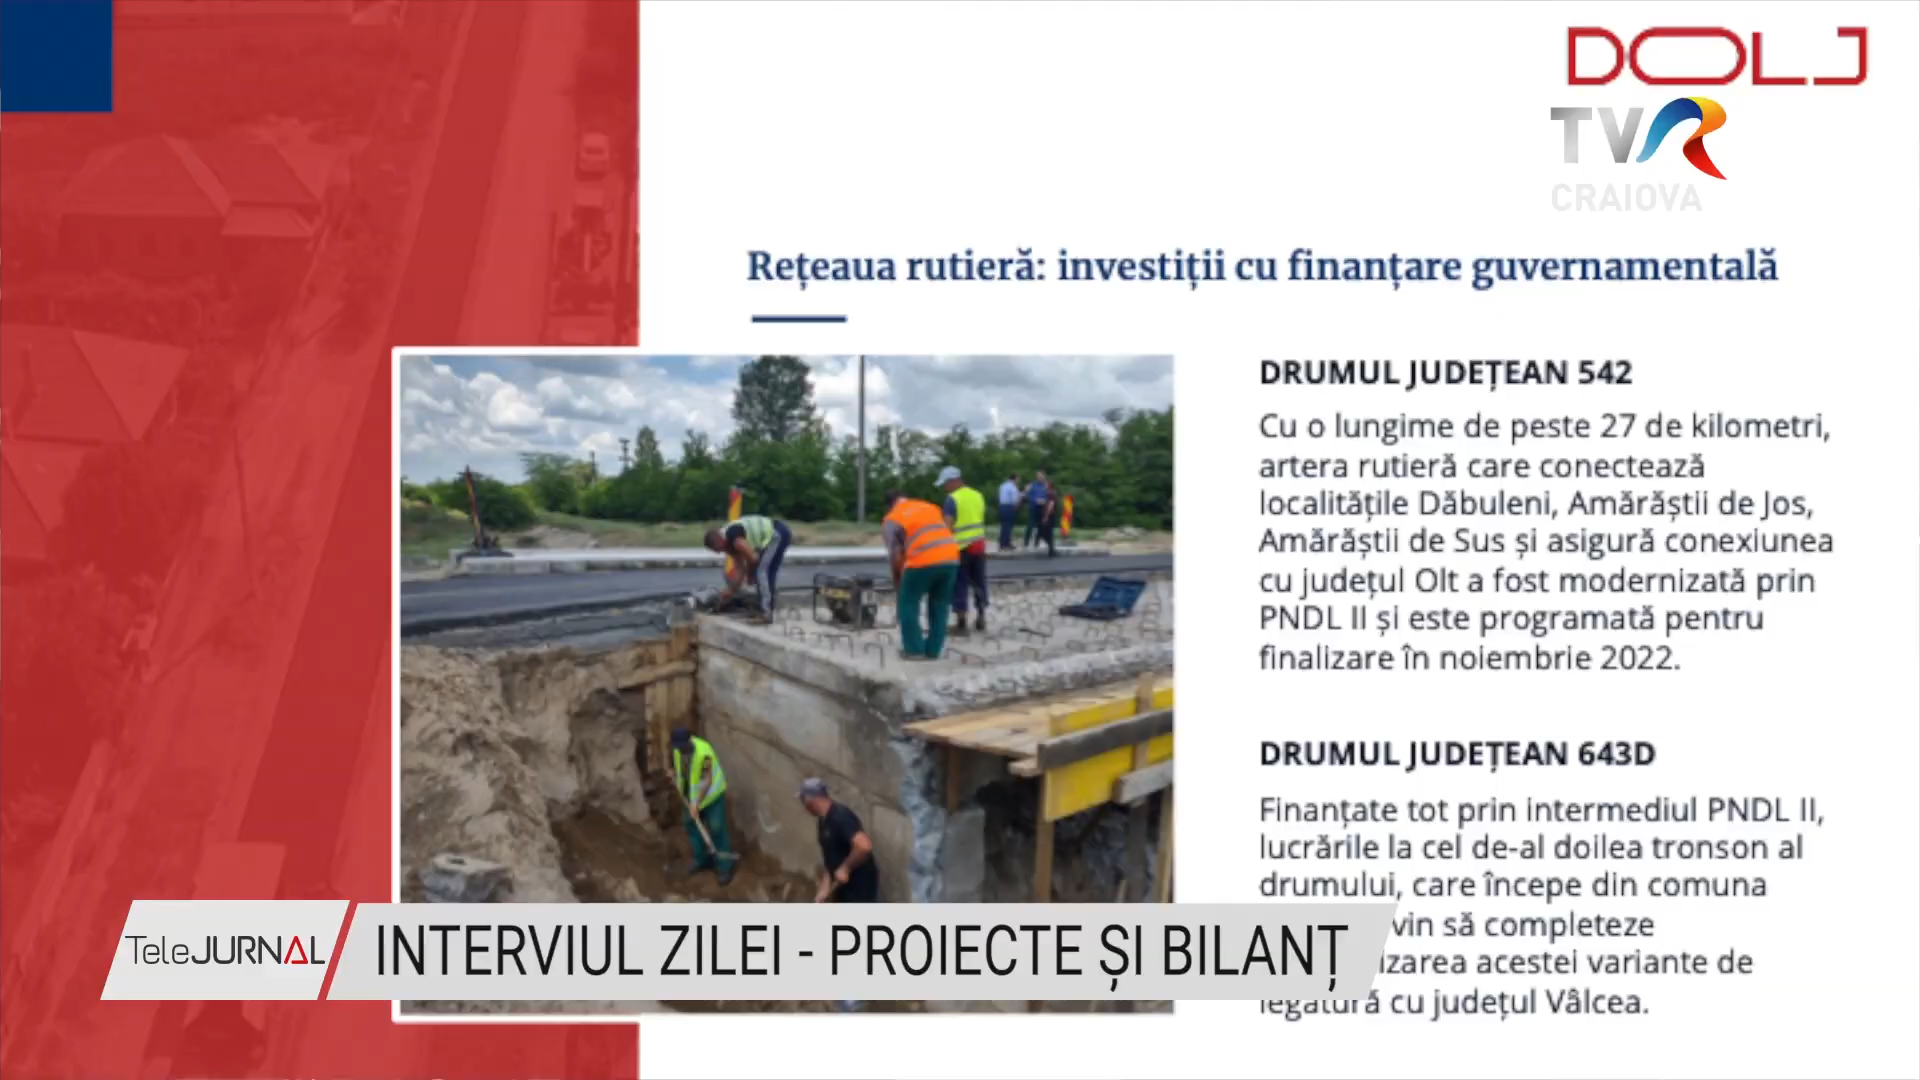 DOLJ
TVR
CRAIOVA
Rețeaua rutieră: investiții cu finanțare guvernamentală
DRUMUL JUDEȚEAN 542
Cu o lungime de peste 27 de kilometri,
artera rutieră care conectează
localitățile Dăbuleni, Amărăștii de Jos,
Amărăștii de Sus și asigură conexiunea
cu județul Olt a fost modernizată prin
PNDL II și este programată pentru
finalizare în noiembrie 2022.
DRUMUL JUDEȚEAN 643D
Finanțate tot prin intermediul PNDL II,
lucrările la cel de-al doilea tronson al
drumului, care începe din comuna
vin să completeze
acestei variante de
legătură cu județul Vâlcea.
TeleJURNAL
INTERVIUL ZILEI - PROIECTE ȘI BILANȚ